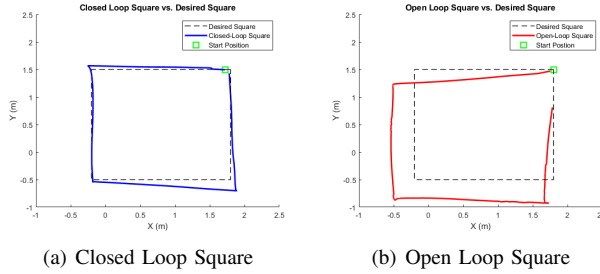 Closed Loop Square vs. Desired Square
2.5
2
1.5
1
0.5
0
-0.5
-1
Y (m)
-1 -0.5 0 0.5 1 1.5 2 2.5
X (m)
Desired Square
Closed-Loop Square
Start Position
(a) Closed Loop Square
Open Loop Square vs. Desired Square
2.5
2
1.5
1
0.5
0
-0.5
-1
Y (m)
-1 -0.5 0 0.5 1 1.5 2
X (m)
Desired Square
Open-Loop Square
Start Position
(b) Open Loop Square